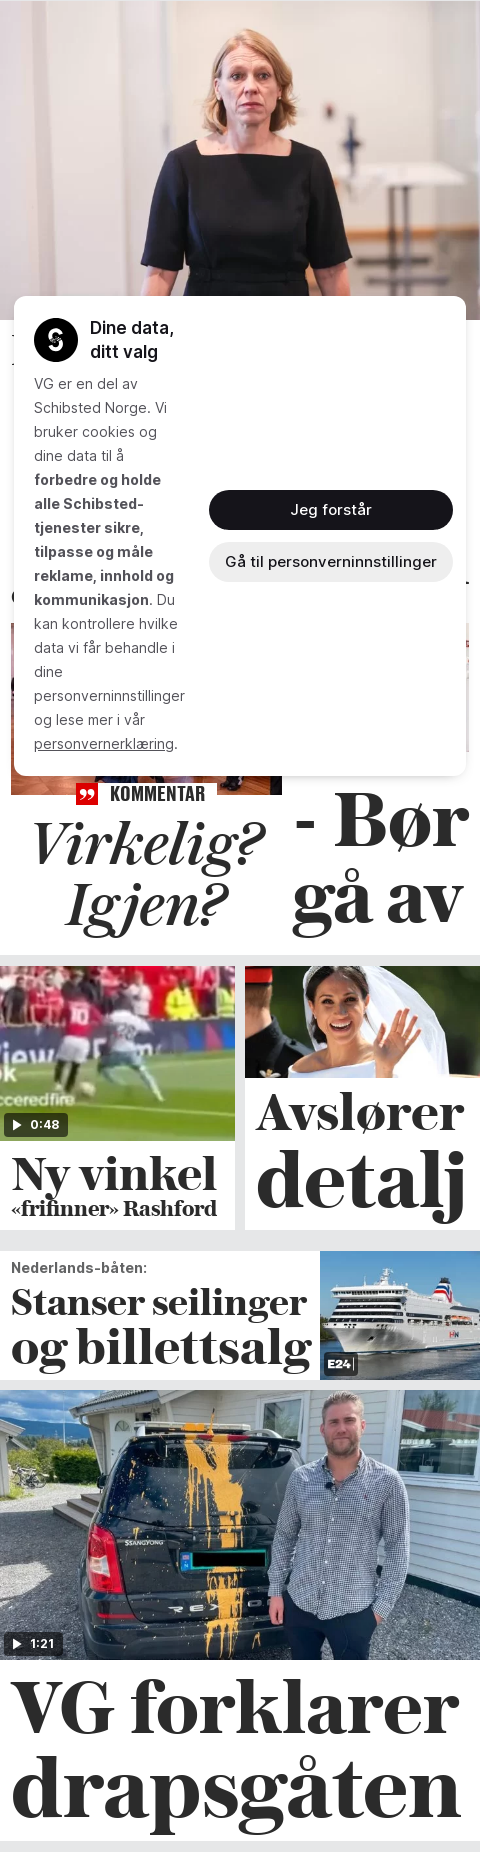 Dine data,
ditt valg
VG er en del av
Schibsted Norge. Vi
bruker cookies og
dine data til å
forbedre og holde
alle Schibsted-
tjenester sikre,
tilpasse og måle
reklame, innhold og
kommunikasjon. Du
kan kontrollere hvilke
data vi får behandle i
dine
personverninnstillinger
og lese mer i vår
personvernerklæring.
Jeg forstår
Gå til personverninnstillinger
KOMMENTAR
Virkelig?
Igjen?
- Bør
gå av
0:48
Ny vinkel
«frifinner» Rashford
Avslører
detalj
Nederlands-båten:
Stanser seilinger
og billettsalg
E24
SSANGYONG
1:21
VG forklarer
drapsgåten